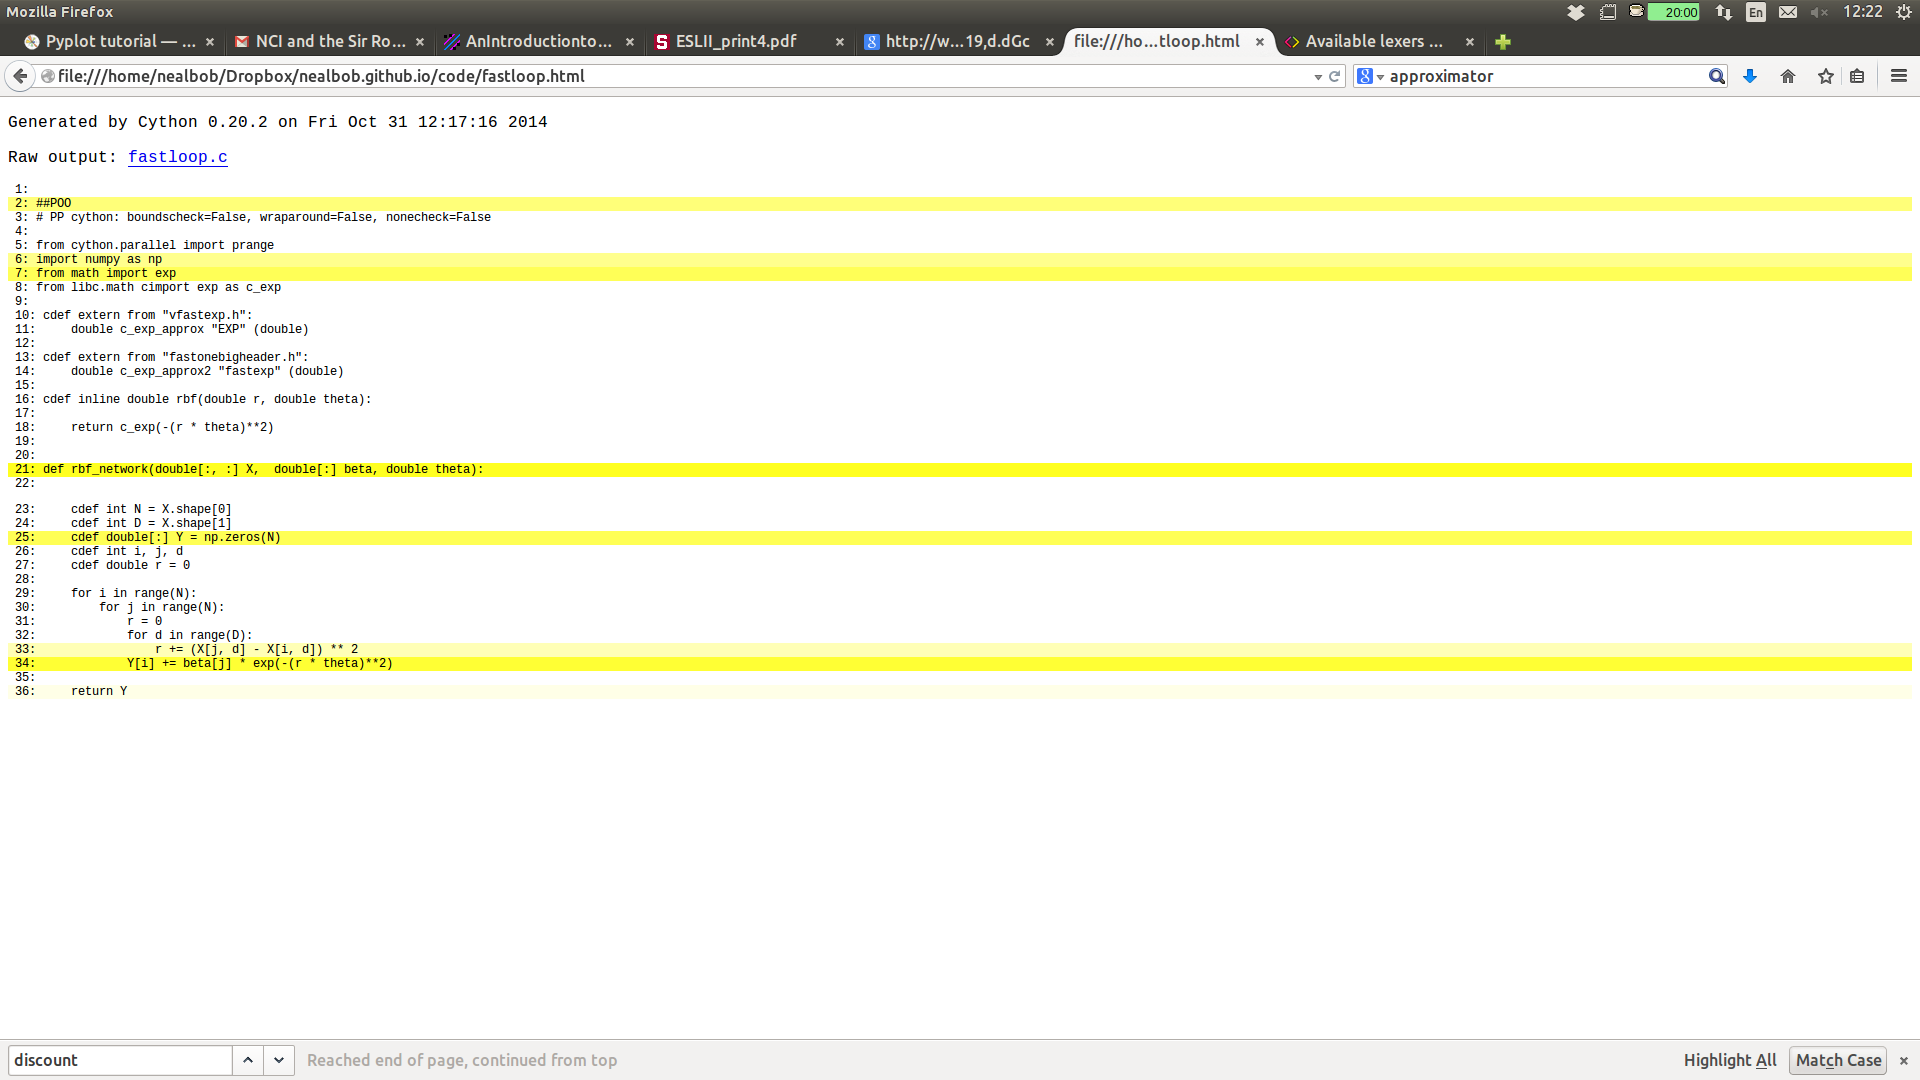 Mozilla Firefox
20:00
En
12:22
Pyplot tutorial — ...
NCI and the Sir Ro...
AnIntroductionto...
ESLII_print4.pdf
http://w...19,d.dGc
file:///ho...tloop.html
Available lexers ...
file:///home/nealbob/Dropbox/nealbob.github.io/code/fastloop.html
approximator
Generated by Cython 0.20.2 on Fri Oct 31 12:17:16 2014
Raw output: fastloop.c
1:
2: ##POO
3: # PP cython: boundscheck=False, wraparound=False, nonecheck=False
4:
5: from cython.parallel import prange
6: import numpy as np
7: from math import exp
8: from libc.math cimport exp as c_exp
9:
10: cdef extern from "vfastexp.h":
11:     double c_exp_approx "EXP" (double)
12:
13: cdef extern from "fastonebigheader.h":
14:     double c_exp_approx2 "fastexp" (double)
15:
16: cdef inline double rbf(double r, double theta):
17:
18:     return c_exp(-(r * theta)**2)
19:
20:
21: def rbf_network(double[:, :] X,  double[:] beta, double theta):
22:
23:     cdef int N = X.shape[0]
24:     cdef int D = X.shape[1]
25:     cdef double[:] Y = np.zeros(N)
26:     cdef int i, j, d
27:     cdef double r = 0
28:
29:     for i in range(N):
30:         for j in range(N):
31:             r = 0
32:             for d in range(D):
33:                 r += (X[j, d] - X[i, d]) ** 2
34:             Y[i] += beta[j] * exp(-(r * theta)**2)
35:
36:     return Y
discount
Reached end of page, continued from top
Highlight All
Match Case